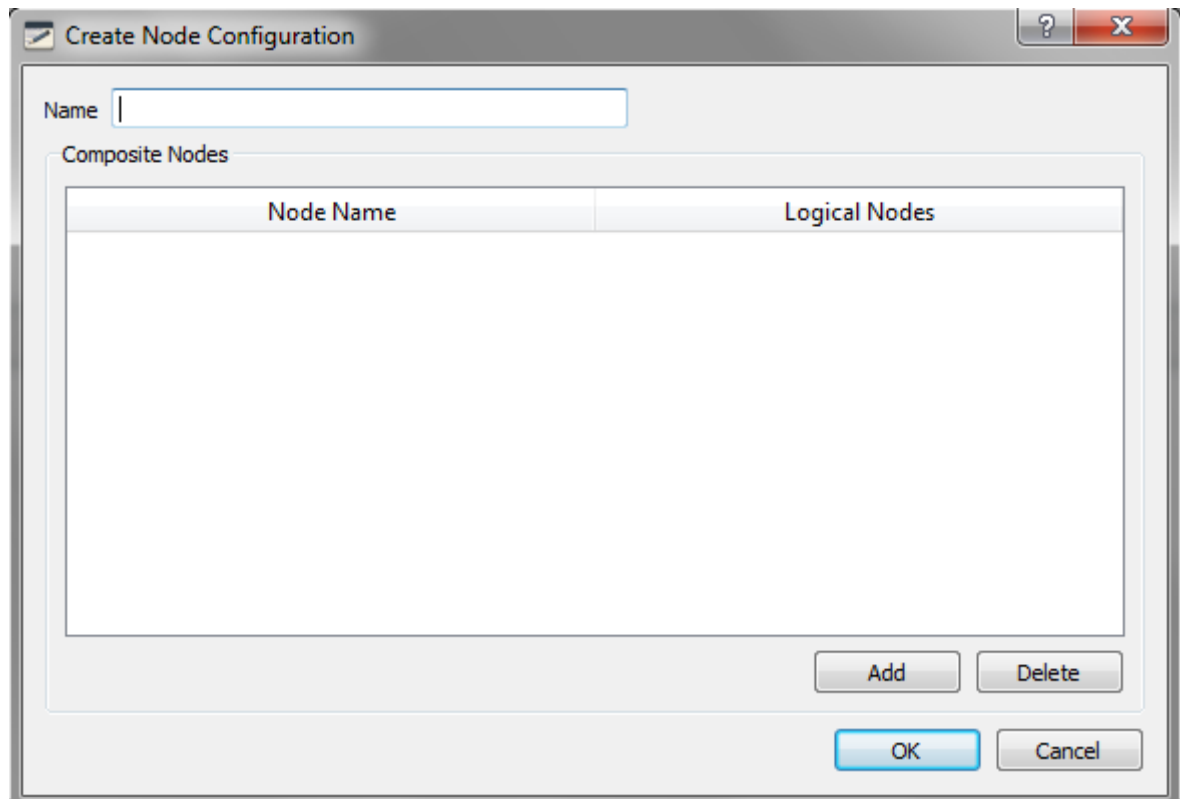 Create Node Configuration
?
Name
Composite Nodes
Node Name Logical Nodes
Add Delete
OK Cancel